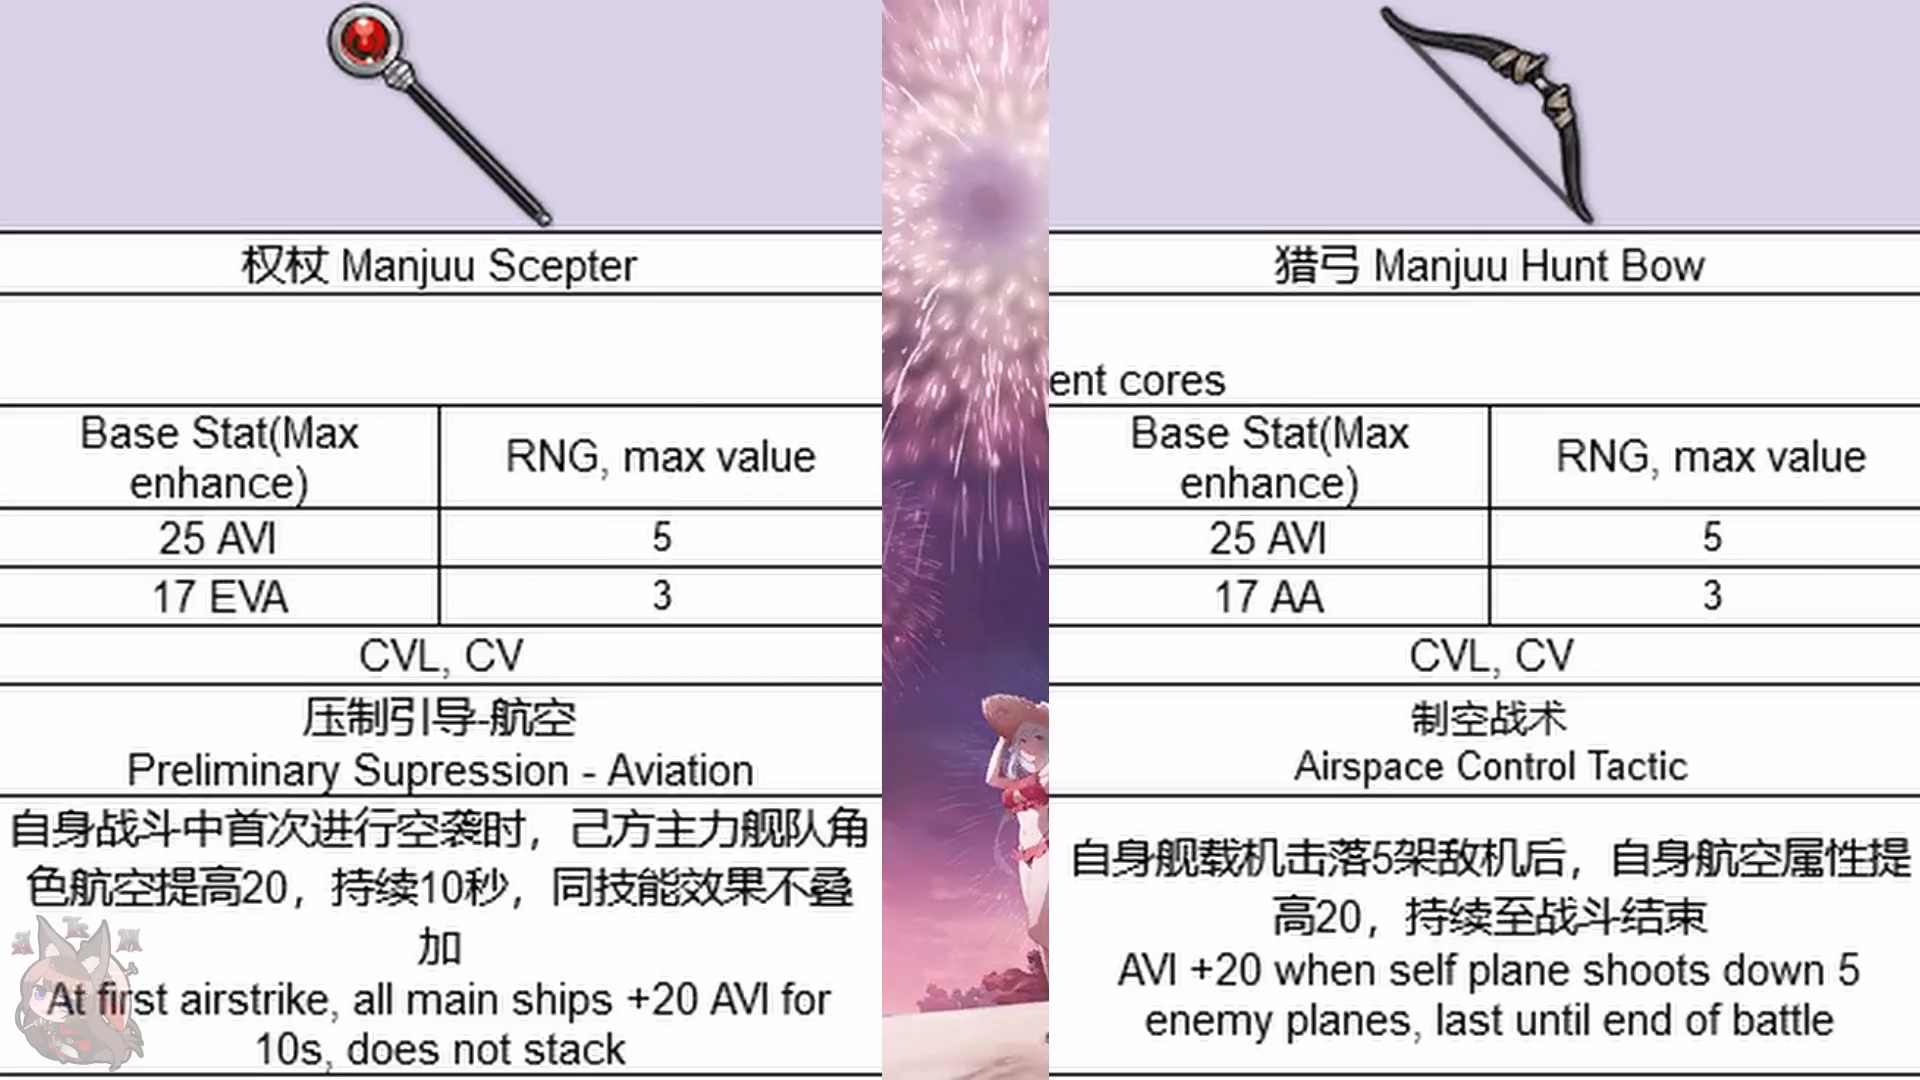 权杖 Manjuu Scepter
Base Stat(Max
enhance)
RNG, max value
25 AVI
5
17 EVA
3
CVL, CV
压制引导-航空
Preliminary Supression - Aviation
自身战斗中首次进行空袭时，己方主力舰队角
色航空提高20，持续10秒，同技能效果不叠
加
At first airstrike, all main ships +20 AVI for
10s, does not stack
猎弓 Manjuu Hunt Bow
ent cores
Base Stat(Max
enhance)
RNG, max value
25 AVI
5
17 AA
3
CVL, CV
制空战术
Airspace Control Tactic
自身舰载机击落5架敌机后，自身航空属性提
高20，持续至战斗结束
AVI +20 when self plane shoots down 5
enemy planes, last until end of battle